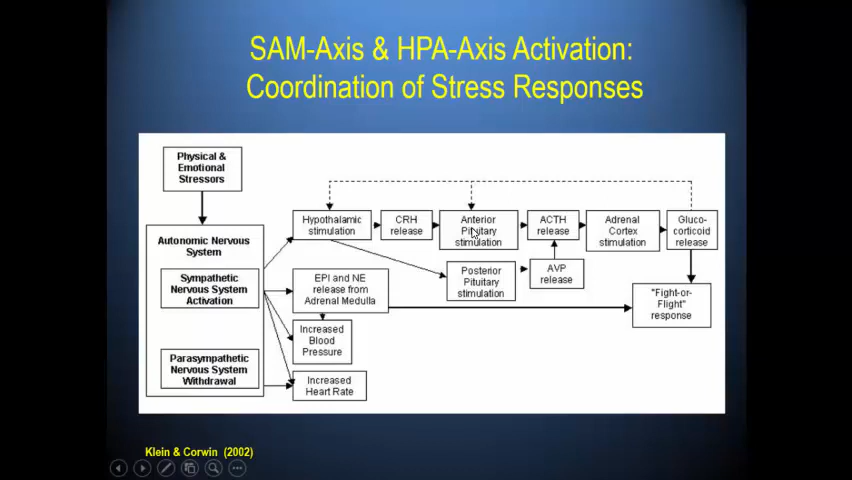 SAM-Axis & HPA-Axis Activation:
Coordination of Stress Responses
Physical &
Emotional
Stressors
Autonomic Nervous
System
Sympathetic
Nervous System
Activation
Parasympathetic
Nervous System
Withdrawal
Hypothalamic
stimulation
CRH
release
Anterior
Pituitary
stimulation
ACTH
release
Adrenal
Cortex
stimulation
Gluco-
corticoid
release
Posterior
Pituitary
stimulation
AVP
release
EPI and NE
release from
Adrenal Medulla
"Fight-or-
Flight"
response
Increased
Blood
Pressure
Increased
Heart Rate
Klein & Corwin (2002)